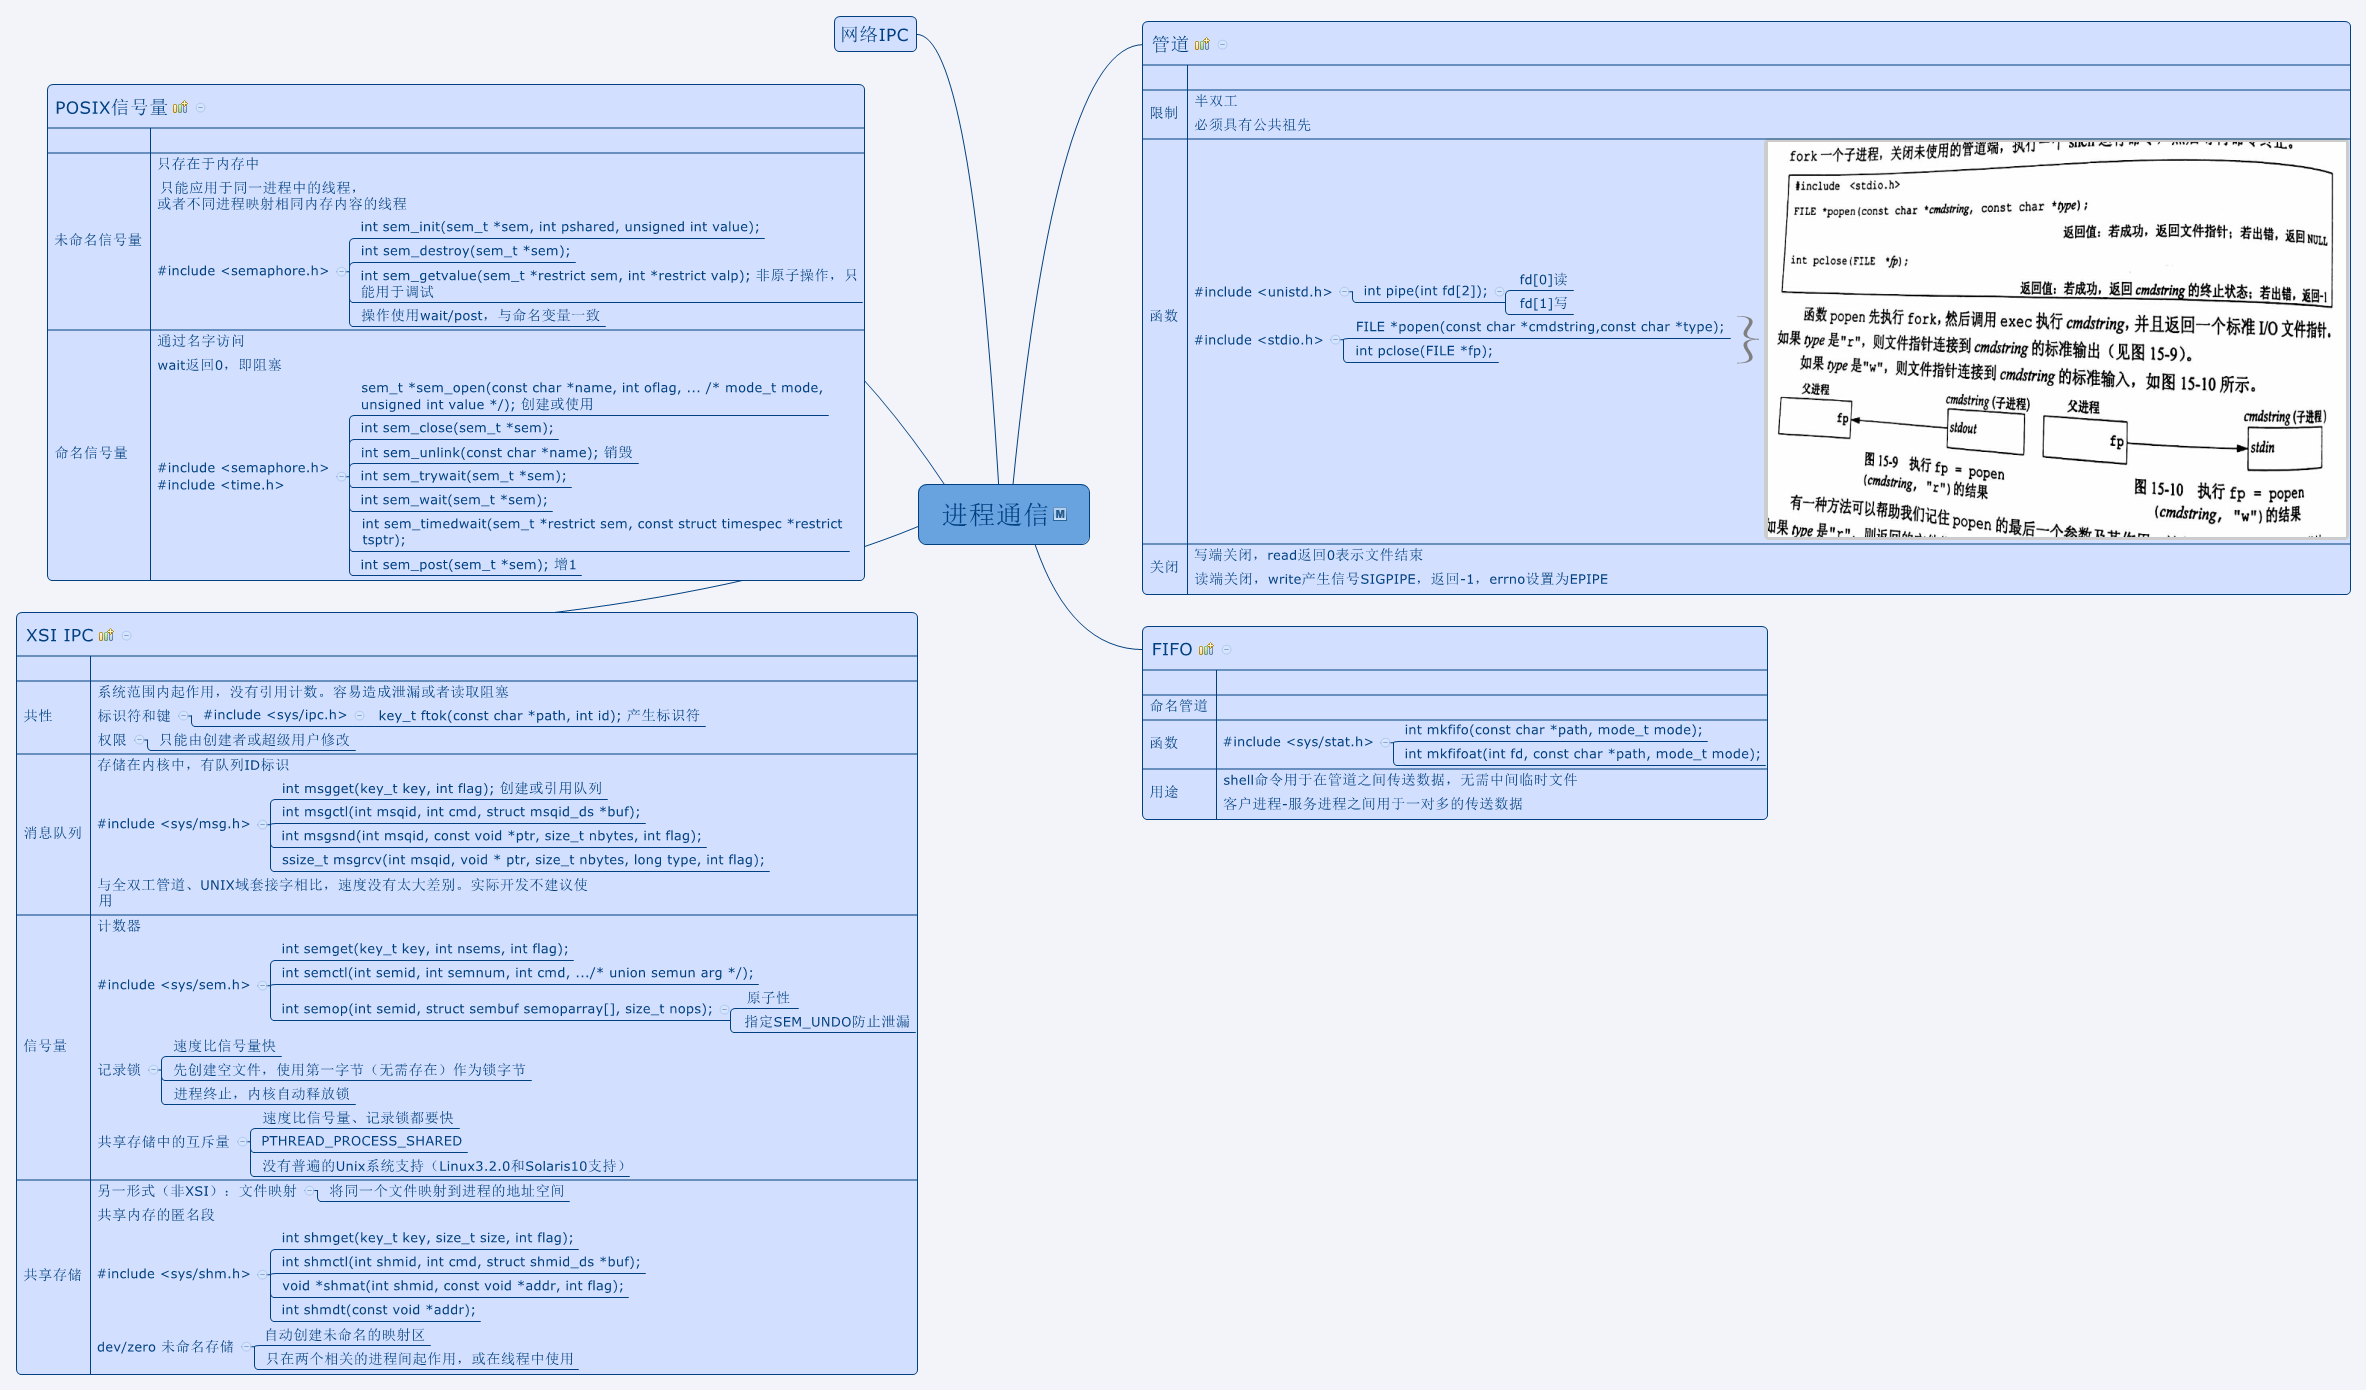 网络IPC
管道
限制
半双工
必须具有公共祖先
函数
#include <unistd.h>
int pipe(int fd[2]);
fd[0]读
fd[1]写
#include <stdio.h>
FILE *popen(const char *cmdstring,const char *type);
int pclose(FILE *fp);
fork 一个子进程，关闭未使用的管道端，执行一个 shell
#include <stdio.h>
FILE *popen(const char *cmdstring, const char *type);
返回值：若成功，返回文件指针；若出错，返回 NULL
int pclose(FILE *fp);
返回值：若成功，返回 cmdstring 的终止状态；若出错，返回-1
函数 popen 先执行 fork，然后调用 exec 执行 cmdstring，并且返回一个标准 I/O 文件指针。
如果 type 是"r"，则文件指针连接到 cmdstring 的标准输出（见图 15-9）。
如果 type 是"w"，则文件指针连接到 cmdstring 的标准输入，如图 15-10 所示。
父进程
fp
cmdstring (子进程)
stdout
父进程
fp
cmdstring (子进程)
stdin
图 15-9 执行 fp = popen
(cmdstring, "r") 的结果
图 15-10 执行 fp = popen
(cmdstring, "w") 的结果
有一种方法可以帮助我们记住 popen 的最后一个参数及其作用
如果 type 是"r"，则返回的
关闭
写端关闭，read返回0表示文件结束
读端关闭，write产生信号SIGPIPE，返回-1，errno设置为EPIPE
POSIX信号量
未命名信号量
只存在于内存中
只能应用于同一进程中的线程，
或者不同进程映射相同内存内容的线程
#include <semaphore.h>
int sem_init(sem_t *sem, int pshared, unsigned int value);
int sem_destroy(sem_t *sem);
int sem_getvalue(sem_t *restrict sem, int *restrict valp); 非原子操作，只
能用于调试
操作使用wait/post，与命名变量一致
命名信号量
通过名字访问
wait返回0，即阻塞
#include <semaphore.h>
#include <time.h>
sem_t *sem_open(const char *name, int oflag, ... /* mode_t mode,
unsigned int value */); 创建或使用
int sem_close(sem_t *sem);
int sem_unlink(const char *name); 销毁
int sem_trywait(sem_t *sem);
int sem_wait(sem_t *sem);
int sem_timedwait(sem_t *restrict sem, const struct timespec *restrict
tsptr);
int sem_post(sem_t *sem); 增1
进程通信
M
XSI IPC
共性
系统范围内起作用，没有引用计数。容易造成泄漏或者读取阻塞
标识符和键
#include <sys/ipc.h>
key_t ftok(const char *path, int id); 产生标识符
权限
只能由创建者或超级用户修改
消息队列
存储在内核中，有队列ID标识
#include <sys/msg.h>
int msgget(key_t key, int flag); 创建或引用队列
int msgctl(int msqid, int cmd, struct msqid_ds *buf);
int msgsnd(int msqid, const void *ptr, size_t nbytes, int flag);
ssize_t msgrcv(int msqid, void * ptr, size_t nbytes, long type, int flag);
与全双工管道、UNIX域套接字相比，速度没有太大差别。实际开发不建议使
用
信号量
计数器
#include <sys/sem.h>
int semget(key_t key, int nsems, int flag);
int semctl(int semid, int semnum, int cmd, .../* union semun arg */);
int semop(int semid, struct sembuf semoparray[], size_t nops);
原子性
指定SEM_UNDO防止泄漏
记录锁
速度比信号量快
先创建空文件，使用第一字节（无需存在）作为锁字节
进程终止，内核自动释放锁
共享存储中的互斥量
速度比信号量、记录锁都要快
PTHREAD_PROCESS_SHARED
没有普遍的Unix系统支持（Linux3.2.0和Solaris10支持）
共享存储
另一形式（非XSI）：文件映射
将同一个文件映射到进程的地址空间
共享内存的匿名段
#include <sys/shm.h>
int shmget(key_t key, size_t size, int flag);
int shmctl(int shmid, int cmd, struct shmid_ds *buf);
void *shmat(int shmid, const void *addr, int flag);
int shmdt(const void *addr);
dev/zero 未命名存储
自动创建未命名的映射区
只在两个相关的进程间起作用，或在线程中使用
FIFO
命名管道
函数
#include <sys/stat.h>
int mkfifo(const char *path, mode_t mode);
int mkfifoat(int fd, const char *path, mode_t mode);
用途
shell命令用于在管道之间传送数据，无需中间临时文件
客户进程-服务进程之间用于一对多的传送数据